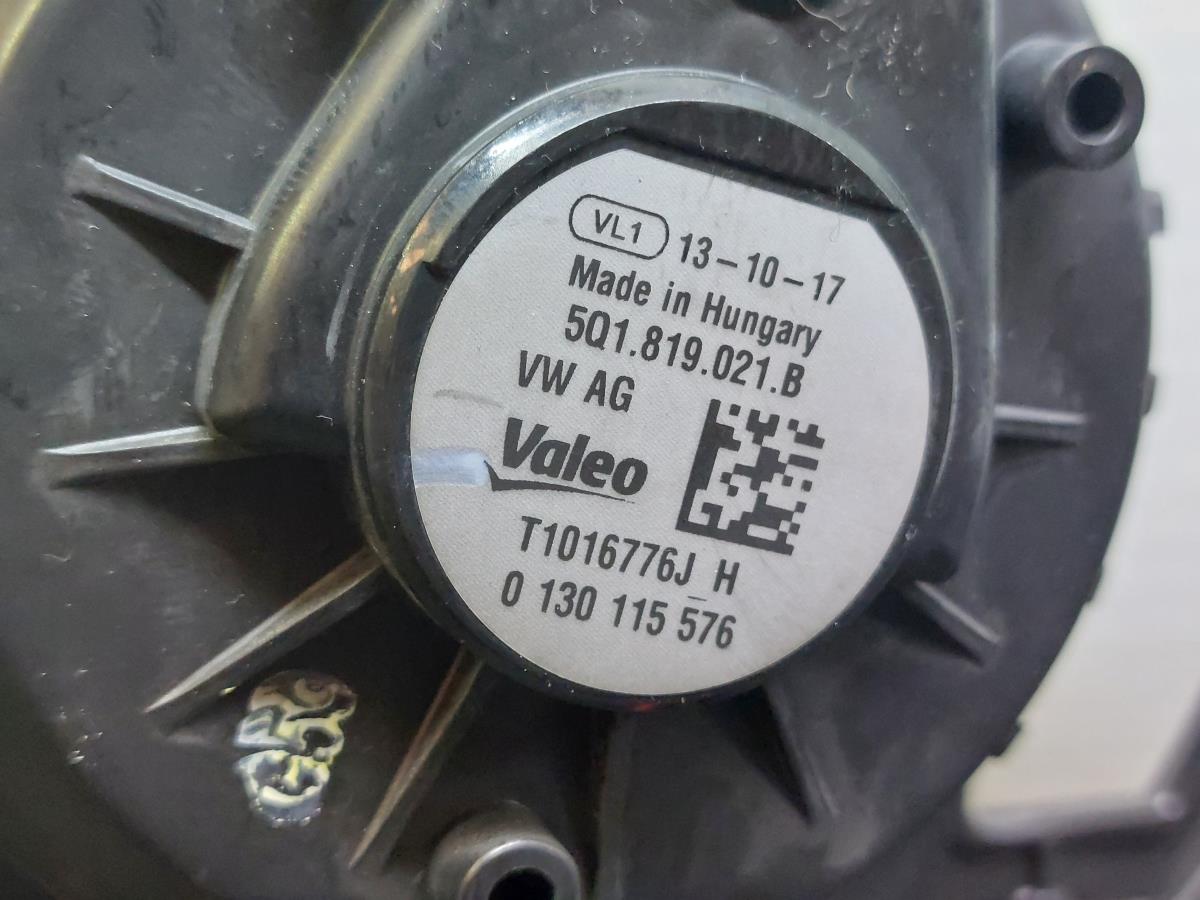 VL1 13-10-17
Made in Hungary
5Q1.819.021.B
VW AG
Valeo
T1016776J_H
0 130 115 576